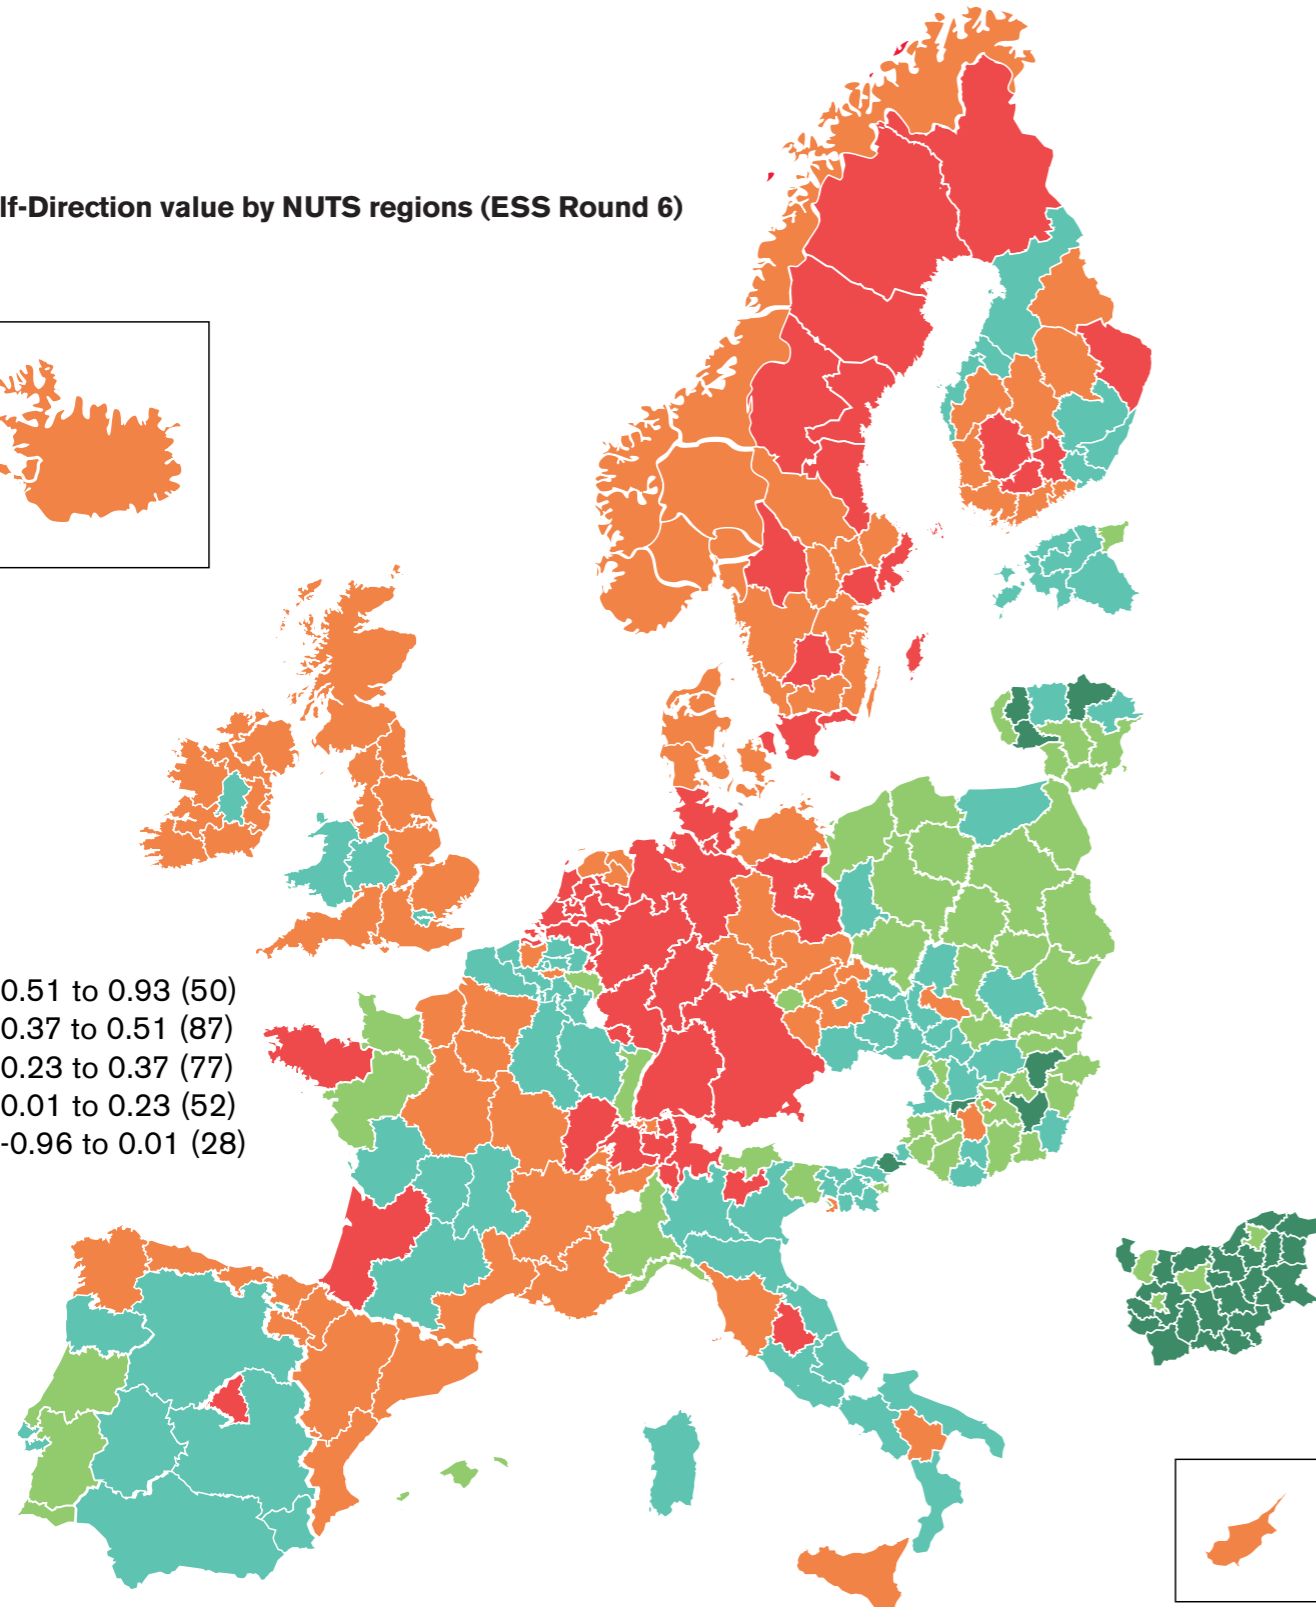 lf-Direction value by NUTS regions (ESS Round 6)
0.51 to 0.93 (50)
0.37 to 0.51 (87)
0.23 to 0.37 (77)
0.01 to 0.23 (52)
-0.96 to 0.01 (28)